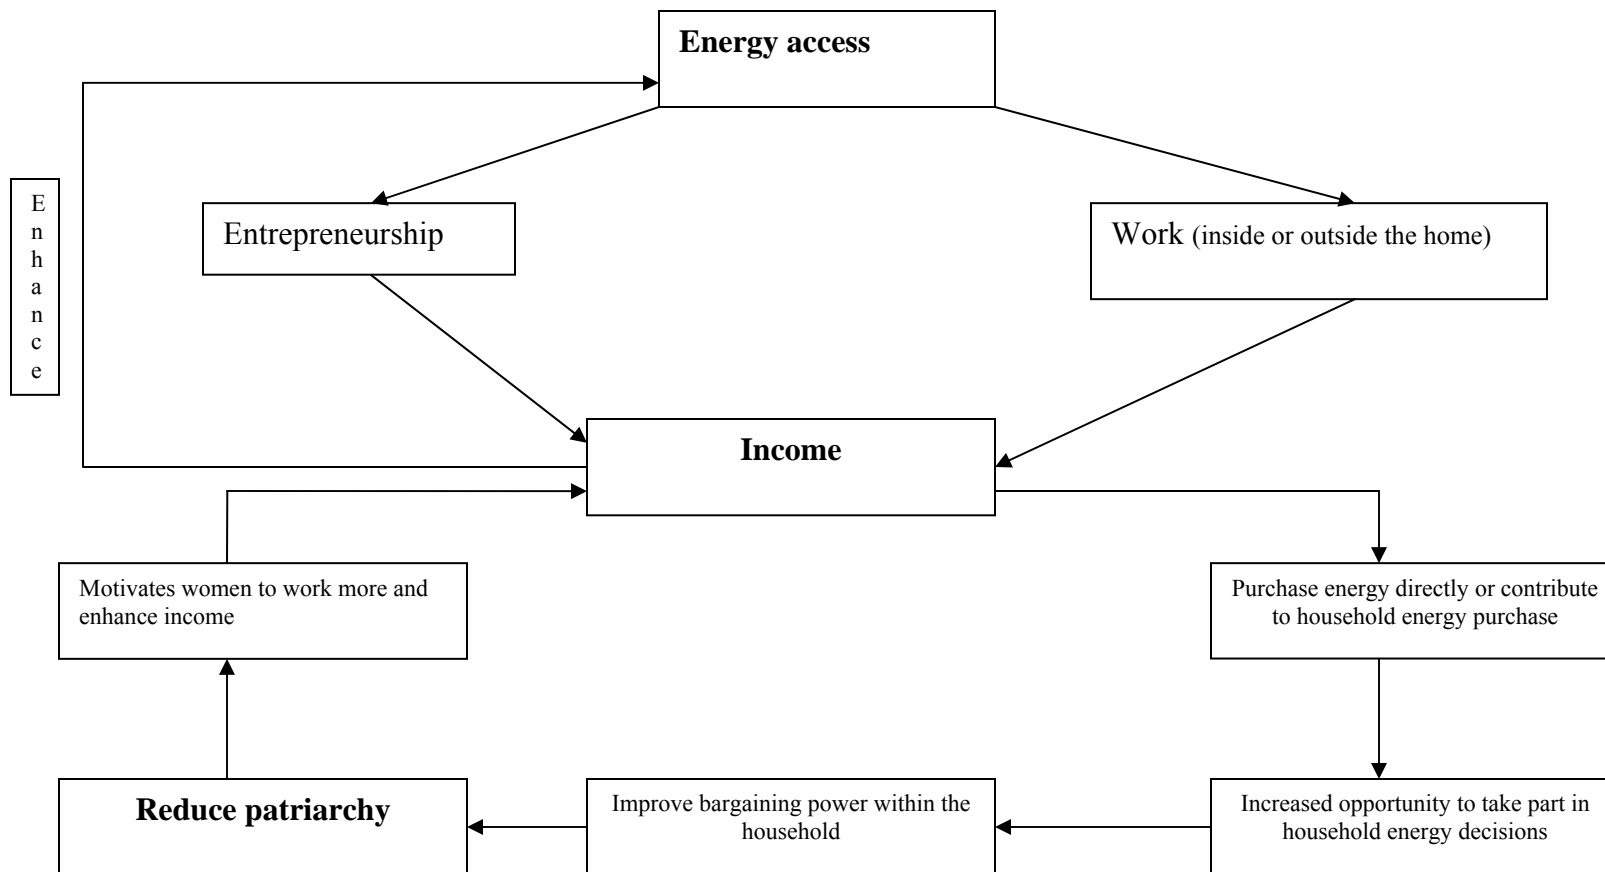 Energy access
E
n
h
a
n
c
e
Entrepreneurship
Work (inside or outside the home)
Income
Motivates women to work more and
enhance income
Purchase energy directly or contribute
to household energy purchase
Reduce patriarchy
Improve bargaining power within the
household
Increased opportunity to take part in
household energy decisions